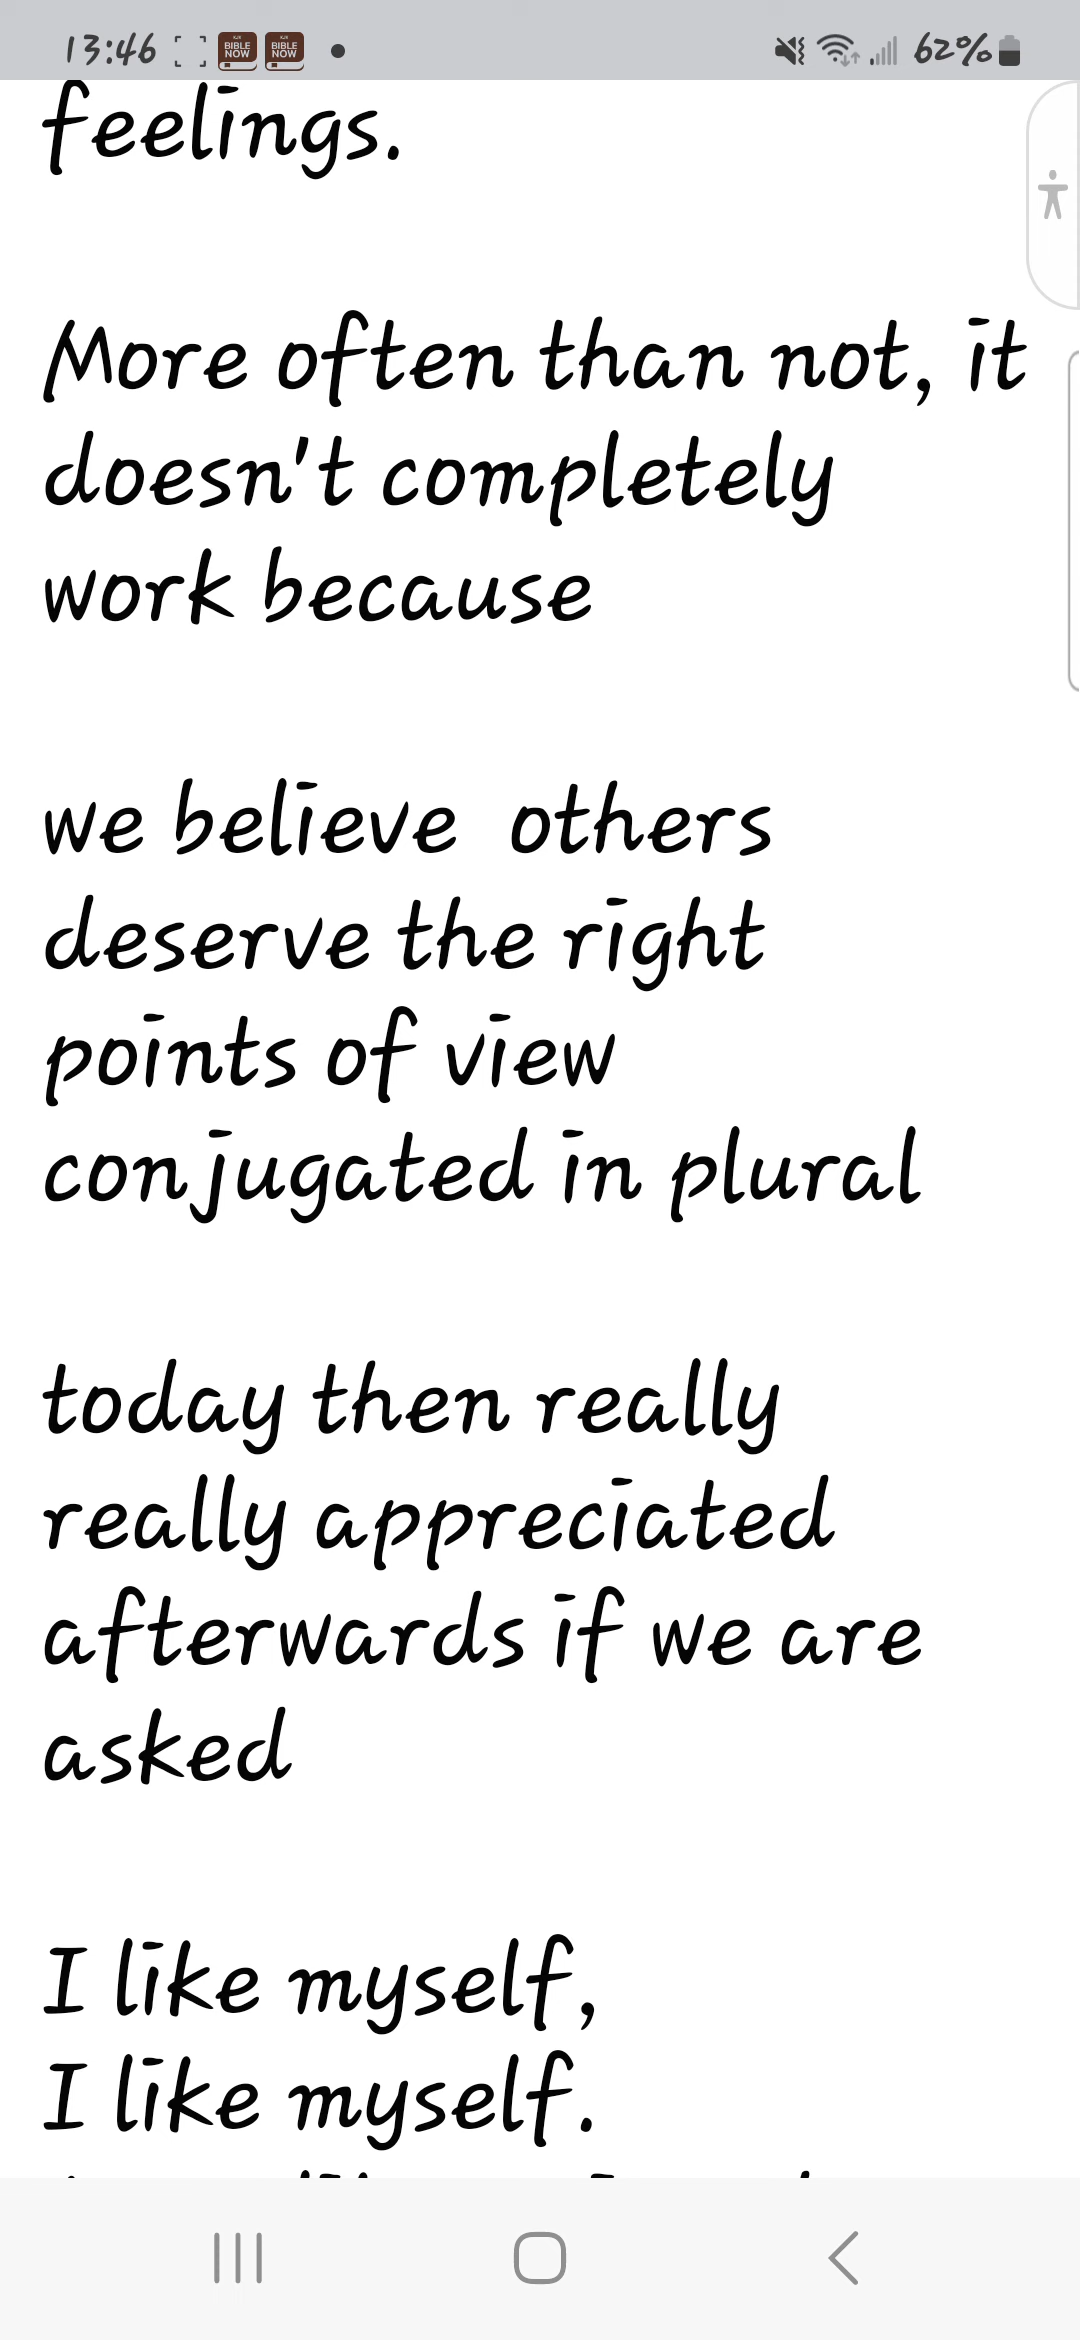 13:46 KJV BIBLE NOW KJV BIBLE NOW 62%
feelings.
More often than not, it
doesn't completely
work because
we believe  others
deserve the right
points of view
conjugated in plural
today then really
really appreciated
afterwards if we are
asked
I like myself,
I like myself.